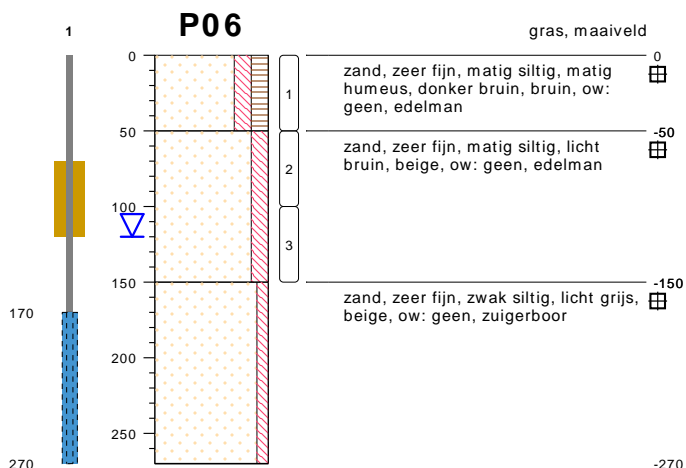 P06
1
gras, maaiveld
0
0
zand, zeer fijn, matig siltig, matig
humeus, donker bruin, bruin, ow:
geen, edelman
1
50
-50
zand, zeer fijn, matig siltig, licht
bruin, beige, ow: geen, edelman
2
100
3
150
-150
zand, zeer fijn, zwak siltig, licht grijs,
beige, ow: geen, zuigerboor
170
200
250
270
-270